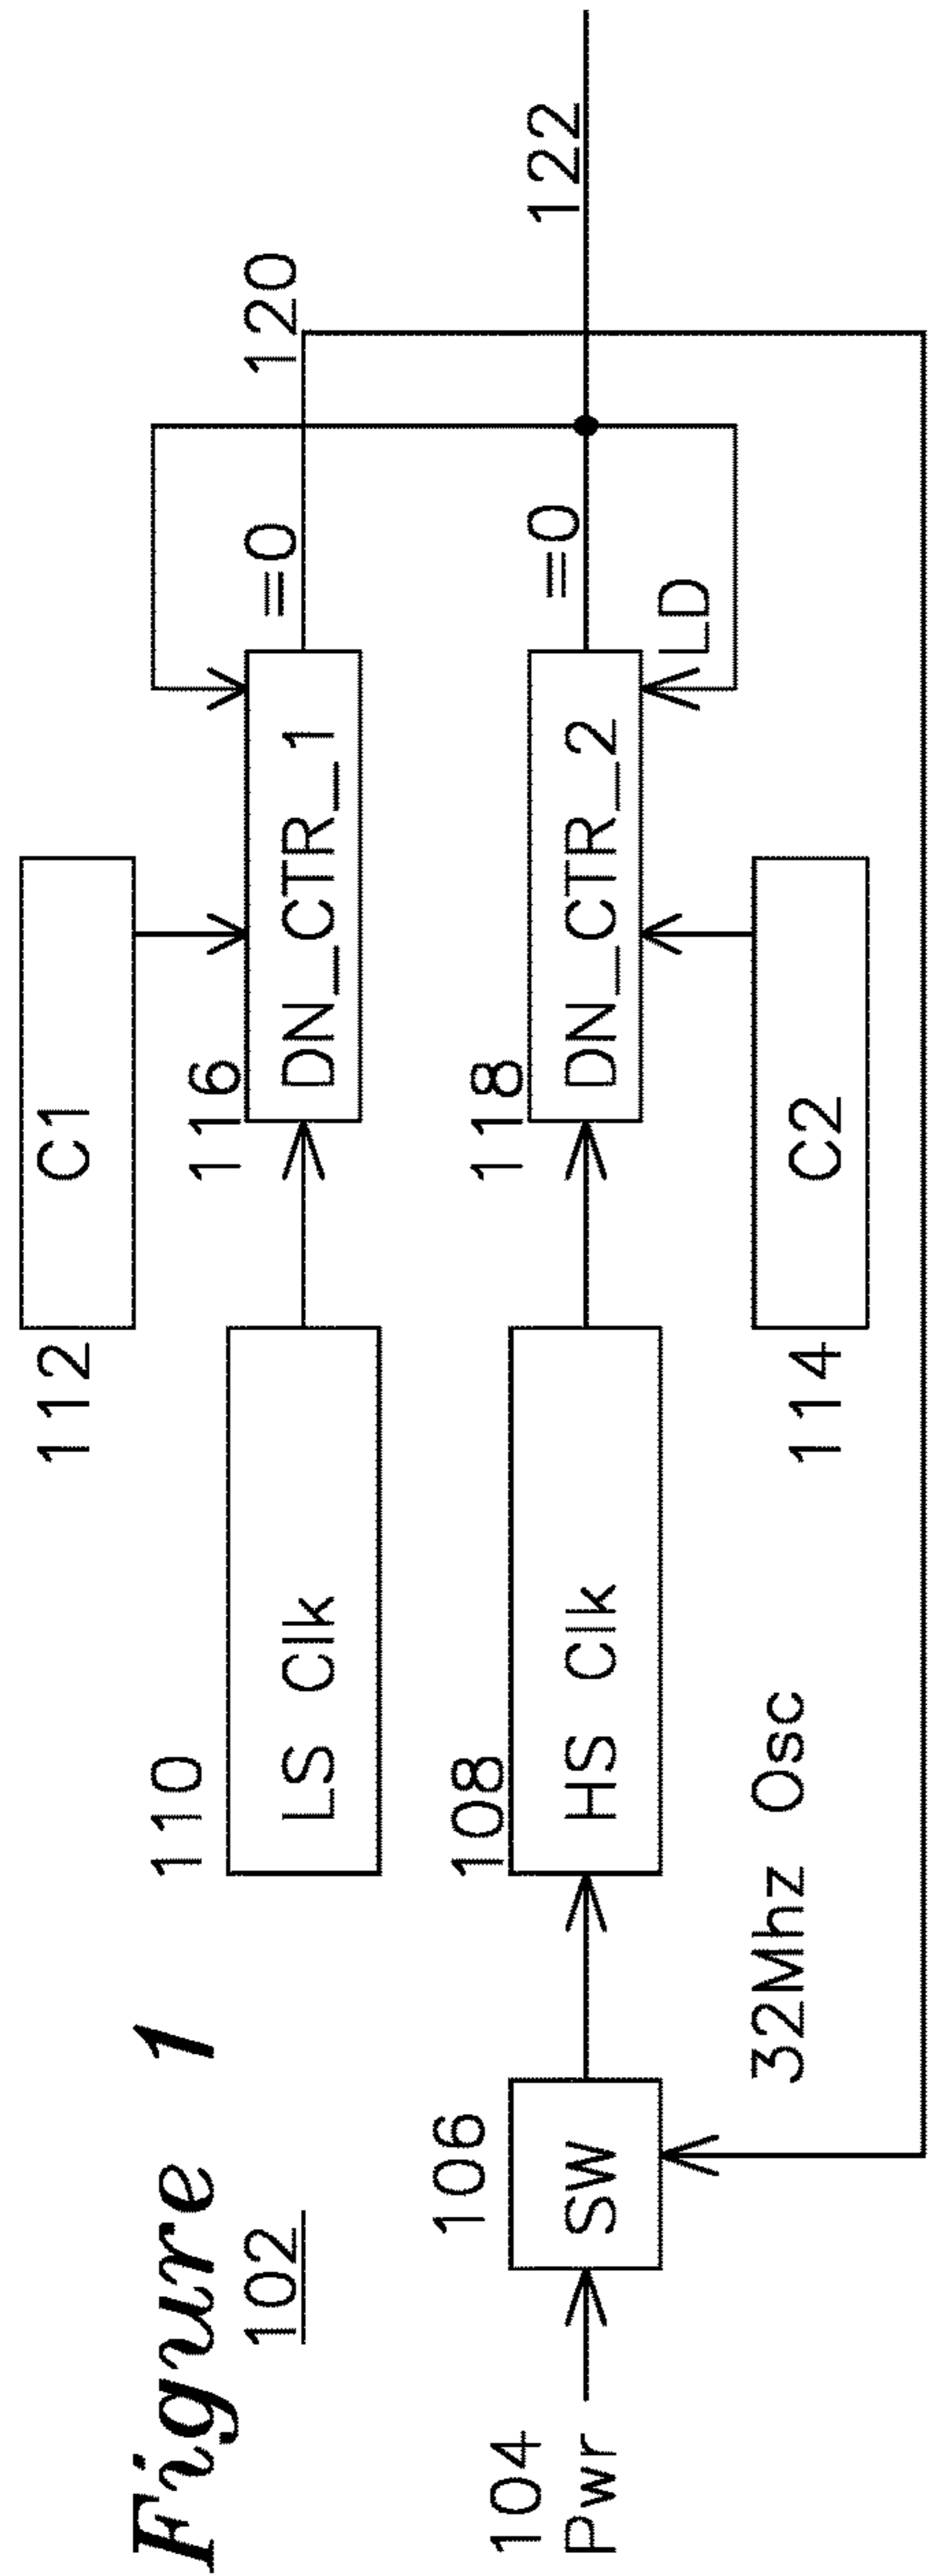 Figure 1
102
104
Pwr
106
SW
32Mhz Osc
110
LS Clk
108
HS Clk
112
C1
114
C2
116
DN_CTR_1
=0
120
118
DN_CTR_2
=0
LD
122